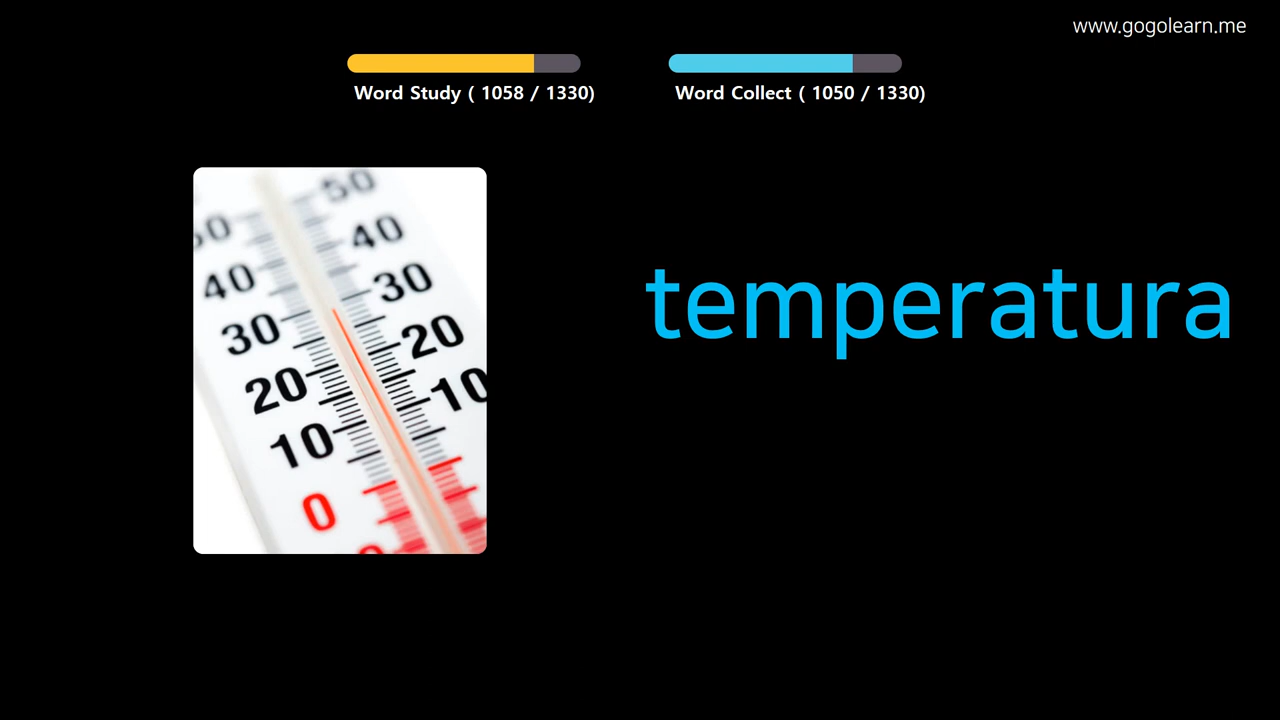 www.gogolearn.me
Word Study ( 1058 / 1330)
Word Collect ( 1050 / 1330)
temperatura
50
40
40
30
30
20
20
10
10
0